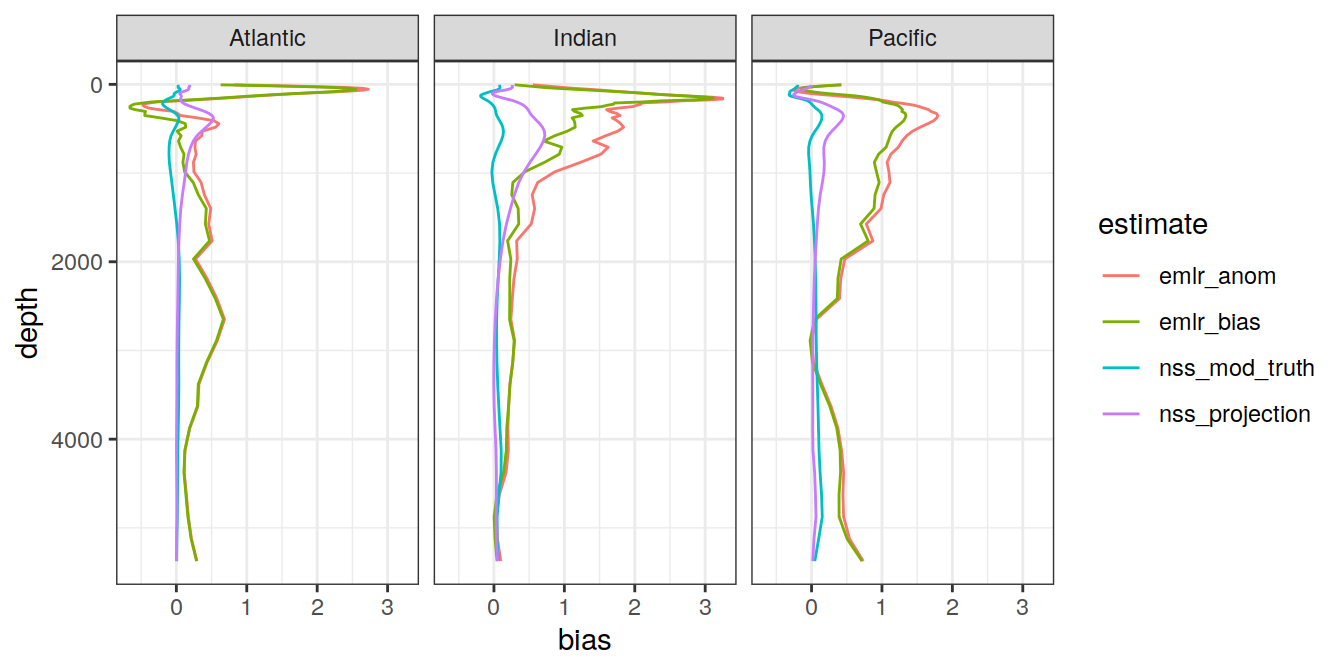 Atlantic Indian Pacific
0
2000
4000
depth
0 1 2 3 0 1 2 3 0 1 2 3
bias
estimate
emlr_anom
emlr_bias
nss_mod_truth
nss_projection